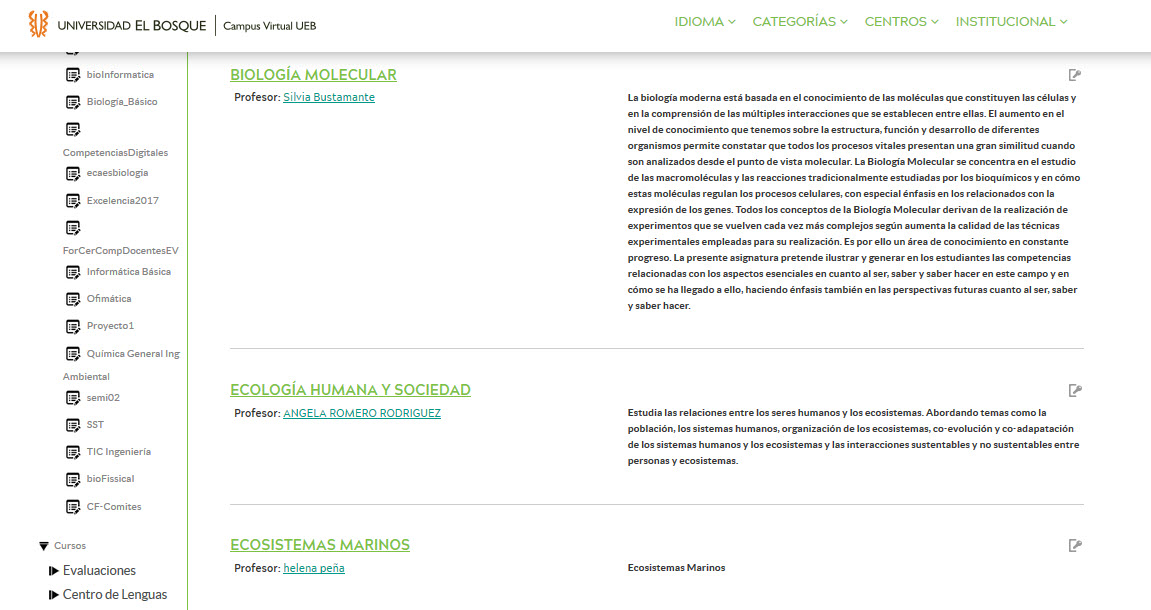 UNIVERSIDAD EL BOSQUE
Campus Virtual UEB
IDIOMA
CATEGORÍAS
CENTROS
INSTITUCIONAL
bioInformatica
Biología_Básico
CompetenciasDigitales
ecaesbiologia
Excelencia2017
ForCerCompDocentesEV
Informática Básica
Ofimática
Proyecto1
Química General Ing
Ambiental
semi02
SST
TIC Ingeniería
bioFissicaI
CF-Comites
Cursos
Evaluaciones
Centro de Lenguas
BIOLOGÍA MOLECULAR
Profesor: Silvia Bustamante
La biología moderna está basada en el conocimiento de las moléculas que constituyen las células y
en la comprensión de las múltiples interacciones que se establecen entre ellas. El aumento en el
nivel de conocimiento que tenemos sobre la estructura, función y desarrollo de diferentes
organismos permite constatar que todos los procesos vitales presentan una gran similitud cuando
son analizados desde el punto de vista molecular. La Biología Molecular se concentra en el estudio
de las macromoléculas y las reacciones tradicionalmente estudiadas por los bioquímicos y en cómo
estas moléculas regulan los procesos celulares, con especial énfasis en los relacionados con la
expresión de los genes. Todos los conceptos de la Biología Molecular derivan de la realización de
experimentos que se vuelven cada vez más complejos según aumenta la calidad de las técnicas
experimentales empleadas para su realización. Es por ello un área de conocimiento en constante
progreso. La presente asignatura pretende ilustrar y generar en los estudiantes las competencias
relacionadas con los aspectos esenciales en cuanto al ser, saber y saber hacer en este campo y en
cómo se ha llegado a ello, haciendo énfasis también en las perspectivas futuras cuanto al ser, saber
y saber hacer.
ECOLOGÍA HUMANA Y SOCIEDAD
Profesor: ANGELA ROMERO RODRIGUEZ
Estudia las relaciones entre los seres humanos y los ecosistemas. Abordando temas como la
población, los sistemas humanos, organización de los ecosistemas, co-evolución y co-adapatación
de los sistemas humanos y los ecosistemas y las interacciones sustentables y no sustentables entre
personas y ecosistemas.
ECOSISTEMAS MARINOS
Profesor: helena peña
Ecosistemas Marinos